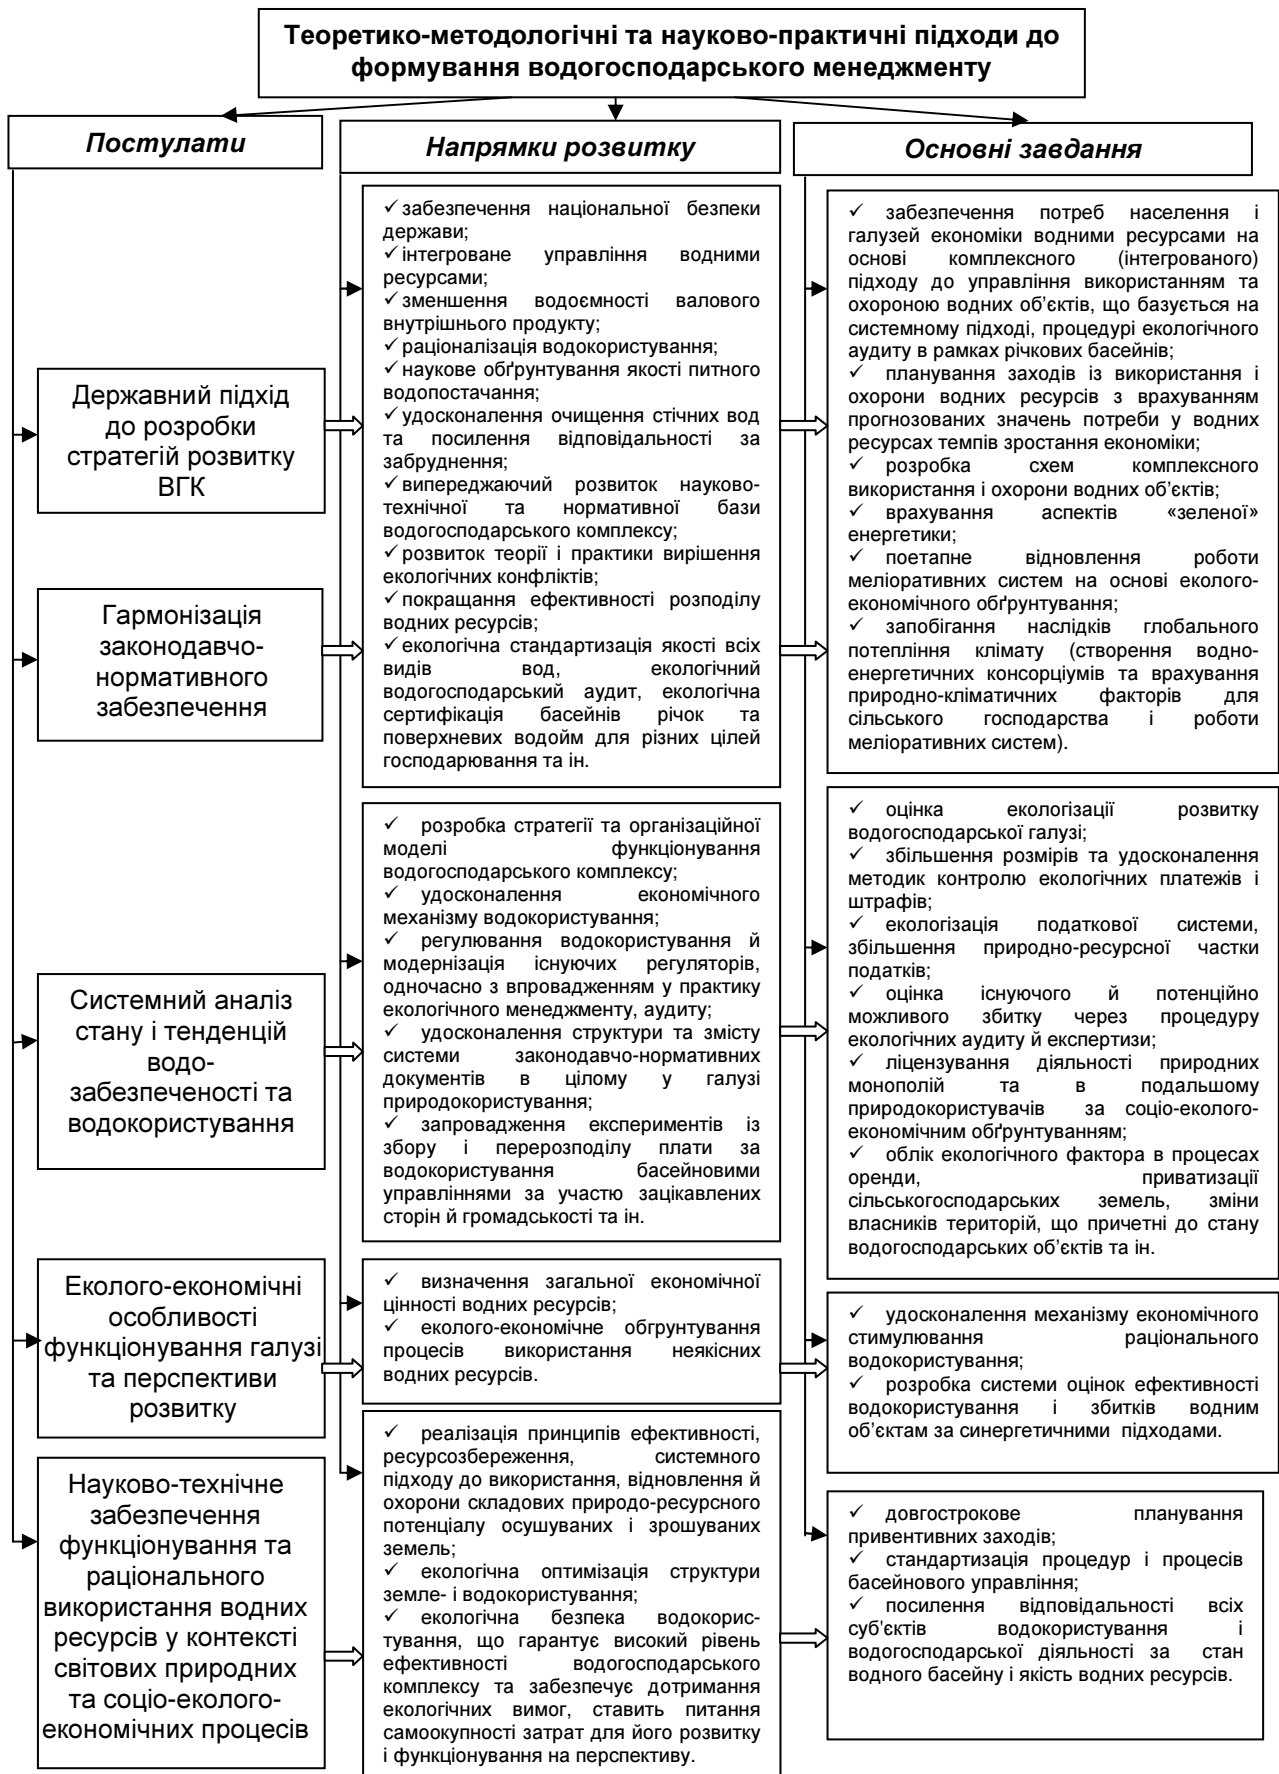 Теоретико-методологічні та науково-практичні підходи до
формування водогосподарського менеджменту
Постулати
Державний підхід
до розробки
стратегій розвитку
ВГК
Гармонізація
законодавчо-
нормативного
забезпечення
Системний аналіз
стану і тенденцій
водо-
забезпеченості та
водокористування
Еколого-економічні
особливості
функціонування галузі
та перспективи
розвитку
Науково-технічне
забезпечення
функціонування та
раціонального
використання водних
ресурсів у контексті
світових природних
та соціо-еколого-
економічних процесів
Напрямки розвитку
✓ забезпечення національної безпеки
держави;
✓ інтегроване управління водними
ресурсами;
✓ зменшення водоємності валового
внутрішнього продукту;
✓ раціоналізація водокористування;
✓ наукове обґрунтування якості питного
водопостачання;
✓ удосконалення очищення стічних вод
та посилення відповідальності за
забруднення;
✓ випереджаючий розвиток науково-
технічної та нормативної бази
водогосподарського комплексу;
✓ розвиток теорії і практики вирішення
екологічних конфліктів;
✓ покращання ефективності розподілу
водних ресурсів;
✓ екологічна стандартизація якості всіх
видів вод, екологічний
водогосподарський аудит, екологічна
сертифікація басейнів річок та
поверхневих водойм для різних цілей
господарювання та ін.
✓ розробка стратегії та організаційної
моделі функціонування
водогосподарського комплексу;
✓ удосконалення економічного
механізму водокористування;
✓ регулювання водокористування й
модернізація існуючих регуляторів,
одночасно з впровадженням у практику
екологічного менеджменту, аудиту;
✓ удосконалення структури та змісту
системи законодавчо-нормативних
документів в цілому у галузі
природокористування;
✓ запровадження експериментів із
збору і перерозподілу плати за
водокористування басейновими
управліннями за участю зацікавлених
сторін й громадськості та ін.
✓ визначення загальної економічної
цінності водних ресурсів;
✓ еколого-економічне обгрунтування
процесів використання неякісних
водних ресурсів.
✓ реалізація принципів ефективності,
ресурсозбереження, системного
підходу до використання, відновлення й
охорони складових природо-ресурсного
потенціалу осушуваних і зрошуваних
земель;
✓ екологічна оптимізація структури
земле- і водокористування;
✓ екологічна безпека водокорис-
тування, що гарантує високий рівень
ефективності водогосподарського
комплексу та забезпечує дотримання
екологічних вимог, ставить питання
самоокупності затрат для його розвитку
і функціонування на перспективу.
Основні завдання
✓ забезпечення потреб населення і
галузей економіки водними ресурсами на
основі комплексного (інтегрованого)
підходу до управління використанням та
охороною водних об’єктів, що базується на
системному підході, процедурі екологічного
аудиту в рамках річкових басейнів;
✓ планування заходів із використання і
охорони водних ресурсів з врахуванням
прогнозованих значень потреби у водних
ресурсах темпів зростання економіки;
✓ розробка схем комплексного
використання і охорони водних об’єктів;
✓ врахування аспектів «зеленої»
енергетики;
✓ поетапне відновлення роботи
меліоративних систем на основі еколого-
економічного обґрунтування;
✓ запобігання наслідків глобального
потепління клімату (створення водно-
енергетичних консорціумів та врахування
природно-кліматичних факторів для
сільського господарства і роботи
меліоративних систем).
✓ оцінка екологізації розвитку
водогосподарської галузі;
✓ збільшення розмірів та удосконалення
методик контролю екологічних платежів і
штрафів;
✓ екологізація податкової системи,
збільшення природно-ресурсної частки
податків;
✓ оцінка існуючого й потенційно
можливого збитку через процедуру
екологічних аудиту й експертизи;
✓ ліцензування діяльності природних
монополій та в подальшому
природокористувачів за соціо-еколого-
економічним обґрунтуванням;
✓ облік екологічного фактора в процесах
оренди, приватизації
сільськогосподарських земель, зміни
власників територій, що причетні до стану
водогосподарських об’єктів та ін.
✓ удосконалення механізму економічного
стимулювання раціонального
водокористування;
✓ розробка системи оцінок ефективності
водокористування і збитків водним
об’єктам за синергетичними підходами.
✓ довгострокове планування
привентивних заходів;
✓ стандартизація процедур і процесів
басейнового управління;
✓ посилення відповідальності всіх
суб'єктів водокористування і
водогосподарської діяльності за стан
водного басейну і якість водних ресурсів.